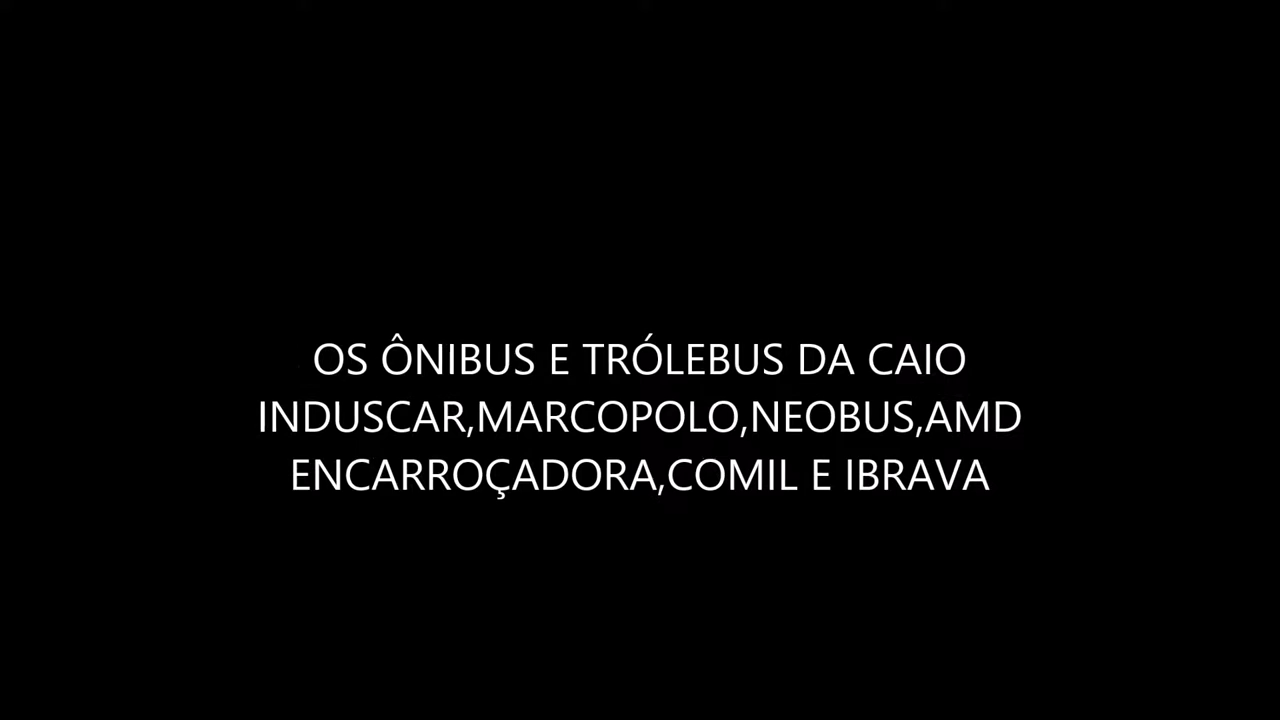 OS ÔNIBUS E TRÓLEBUS DA CAIO
INDUSCAR,MARCOPOLO,NEOBUS,AMD
ENCARROÇADORA,COMIL E IBRAVA